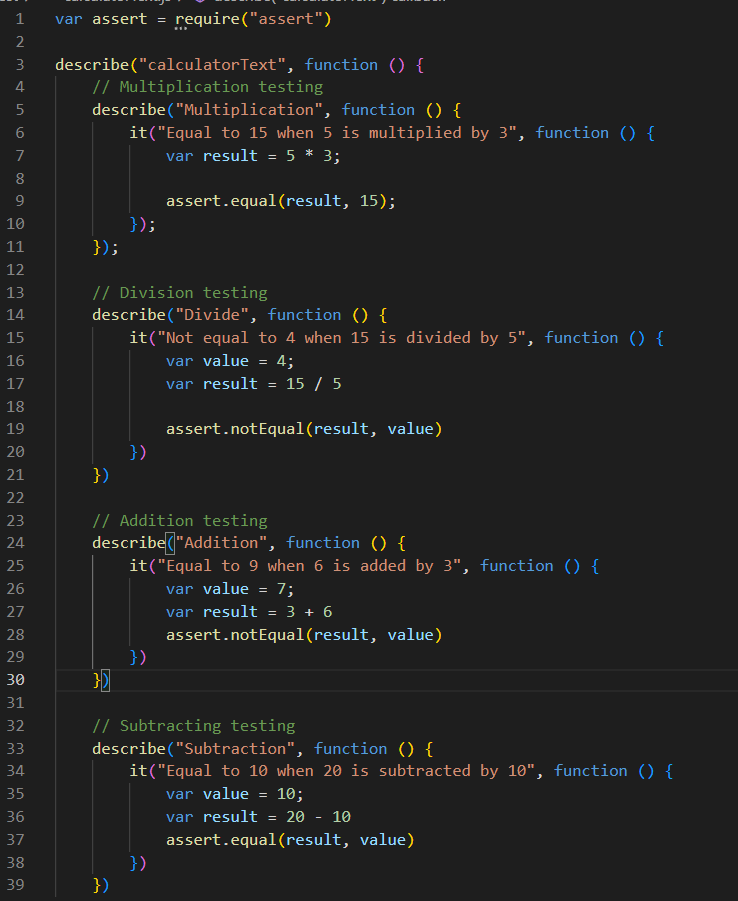 1 var assert = require("assert")
2
3 describe("calculatorText", function () {
4     // Multiplication testing
5     describe("Multiplication", function () {
6         it("Equal to 15 when 5 is multiplied by 3", function () {
7             var result = 5 * 3;
8
9             assert.equal(result, 15);
10         });
11     });
12
13     // Division testing
14     describe("Divide", function () {
15         it("Not equal to 4 when 15 is divided by 5", function () {
16             var value = 4;
17             var result = 15 / 5
18
19             assert.notEqual(result, value)
20         })
21     })
22
23     // Addition testing
24     describe("Addition", function () {
25         it("Equal to 9 when 6 is added by 3", function () {
26             var value = 7;
27             var result = 3 + 6
28             assert.notEqual(result, value)
29         })
30     })
31
32     // Subtracting testing
33     describe("Subtraction", function () {
34         it("Equal to 10 when 20 is subtracted by 10", function () {
35             var value = 10;
36             var result = 20 - 10
37             assert.equal(result, value)
38         })
39     })